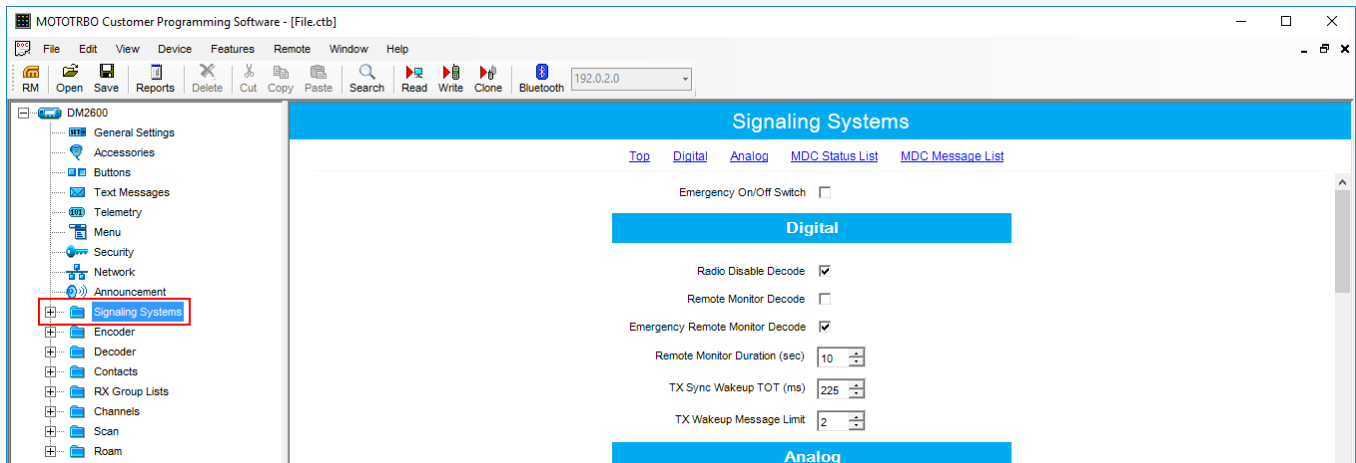 MOTOTRBO Customer Programming Software - [File.ctb]
File Edit View Device Features Remote Window Help
RM Open Save Reports Delete Cut Copy Paste Search Read Write Clone Bluetooth 192.0.2.0
DM2600
General Settings
Accessories
Buttons
Text Messages
Telemetry
Menu
Security
Network
Announcement
Signaling Systems
Encoder
Decoder
Contacts
RX Group Lists
Channels
Scan
Roam
Signaling Systems
Top Digital Analog MDC Status List MDC Message List
Emergency On/Off Switch
Digital
Radio Disable Decode
Remote Monitor Decode
Emergency Remote Monitor Decode
Remote Monitor Duration (sec) 10
TX Sync Wakeup TOT (ms) 225
TX Wakeup Message Limit 2
Analog